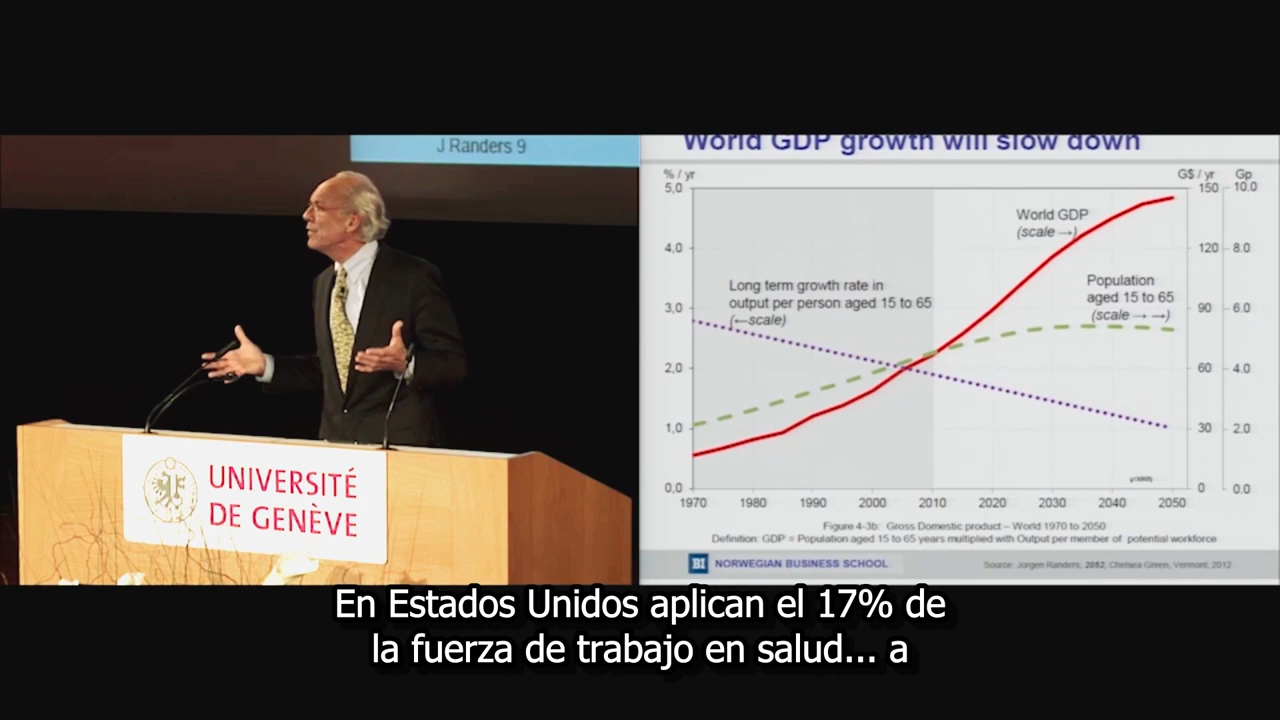 J Randers 9
UNIVERSITÉ
DE GENÈVE
World GDP growth will slow down
% / yr
G$ / yr Gp
5,0
4,0
3,0
2,0
1,0
0,0
150 10.0
120 8.0
90 6.0
60 4.0
30 2.0
0 0.0
World GDP
(scale →)
Long term growth rate in
output per person aged 15 to 65
(←scale)
Population
aged 15 to 65
(scale → →)
1970 1980 1990 2000 2010 2020 2030 2040 2050
Figure 4-3b: Gross Domestic product – World 1970 to 2050
Definition: GDP = Population aged 15 to 65 years multiplied with Output per member of potential workforce
BI NORWEGIAN BUSINESS SCHOOL
Source: Jorgen Randers, 2052, Chelsea Green, Vermont, 2012
En Estados Unidos aplican el 17% de
la fuerza de trabajo en salud... a